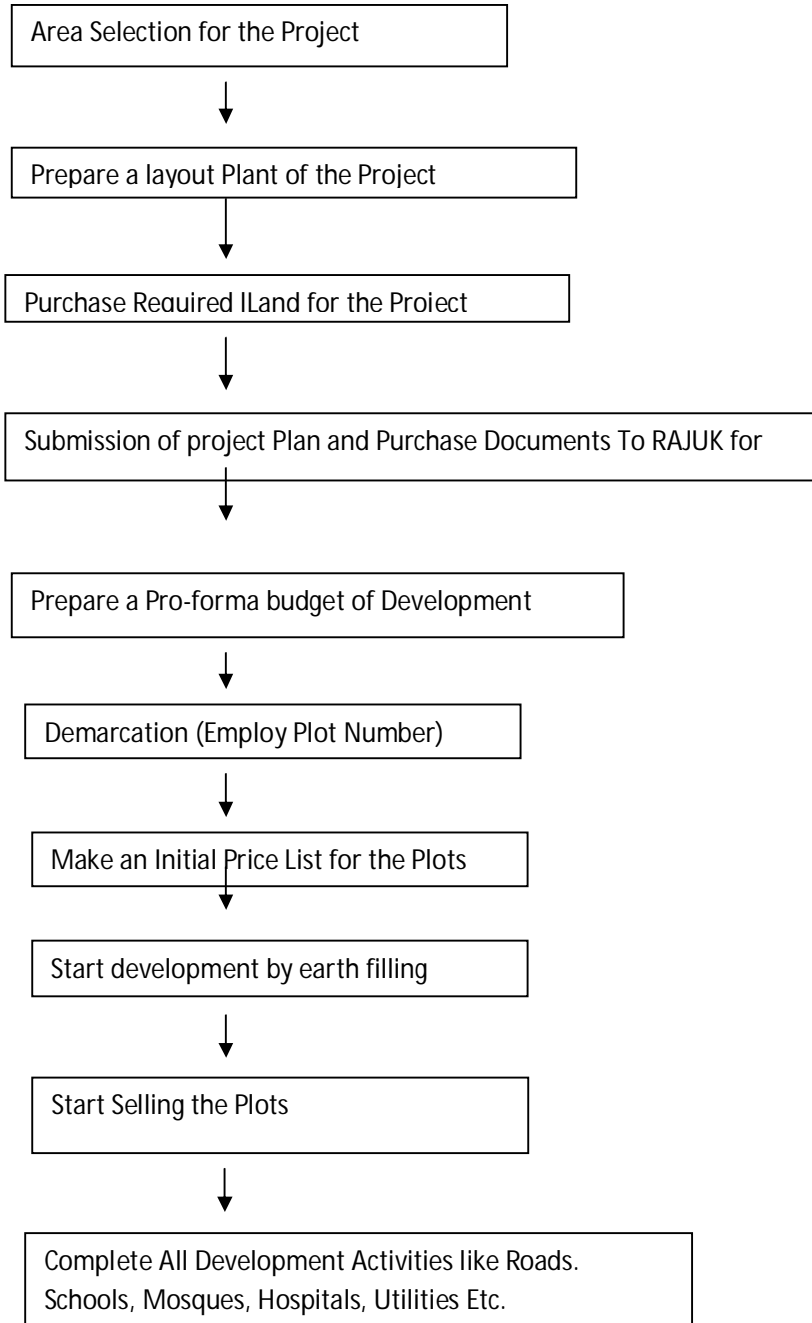 Area Selection for the Project
Prepare a layout Plant of the Project
Purchase Required lLand for the Project
Submission of project Plan and Purchase Documents To RAJUK for
Prepare a Pro-forma budget of Development
Demarcation (Employ Plot Number)
Make an Initial Price List for the Plots
Start development by earth filling
Start Selling the Plots
Complete All Development Activities like Roads.
Schools, Mosques, Hospitals, Utilities Etc.